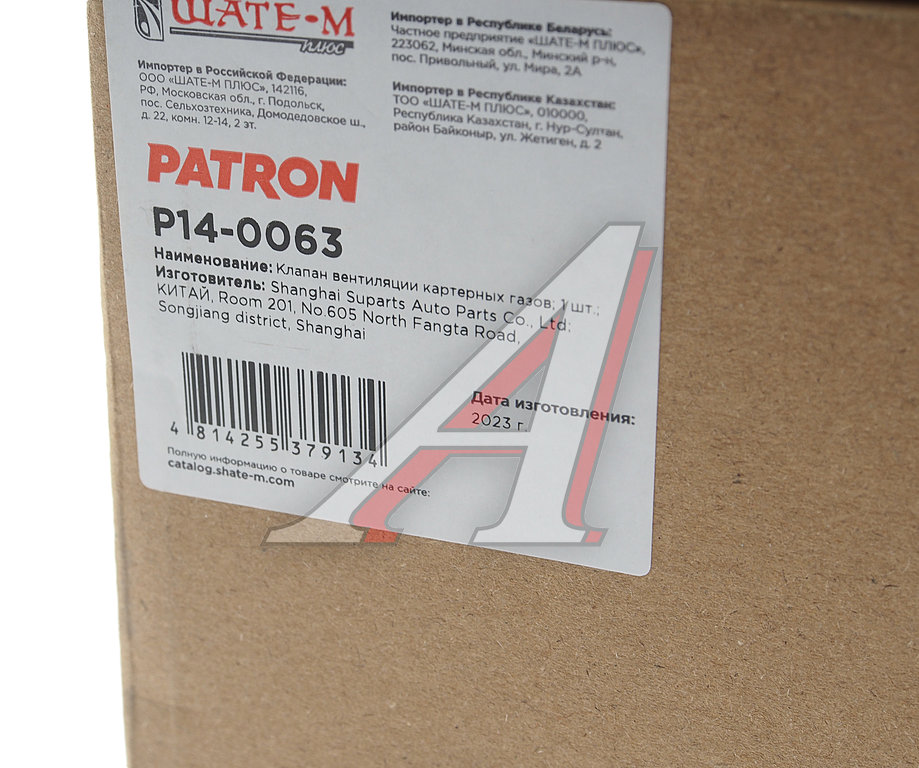 ШАТЕ-М
плюс
Импортер в Российской Федерации:
ООО «ШАТЕ-М ПЛЮС», 142116,
РФ, Московская обл., г. Подольск,
пос. Сельхозтехника, Домодедовское ш.,
д. 22, комн. 12-14, 2 эт.
Импортер в Республике Беларусь:
Частное предприятие «ШАТЕ-М ПЛЮС»,
223062, Минская обл., Минский р-н,
пос. Привольный, ул. Мира, 2А
Импортер в Республике Казахстан:
ТОО «ШАТЕ-М ПЛЮС», 010000,
Республика Казахстан, г. Нур-Султан,
район Байконыр, ул. Жетиген, д. 2
PATRON
P14-0063
Наименование: Клапан вентиляции картерных газов; 1 шт.;
Изготовитель: Shanghai Suparts Auto Parts Co., Ltd;
КИТАЙ, Room 201, No.605 North Fangta Road,
Songjiang district, Shanghai
Дата изготовления:
2023 г.
4 814255 379134
Полную информацию о товаре смотрите на сайте:
catalog.shate-m.com